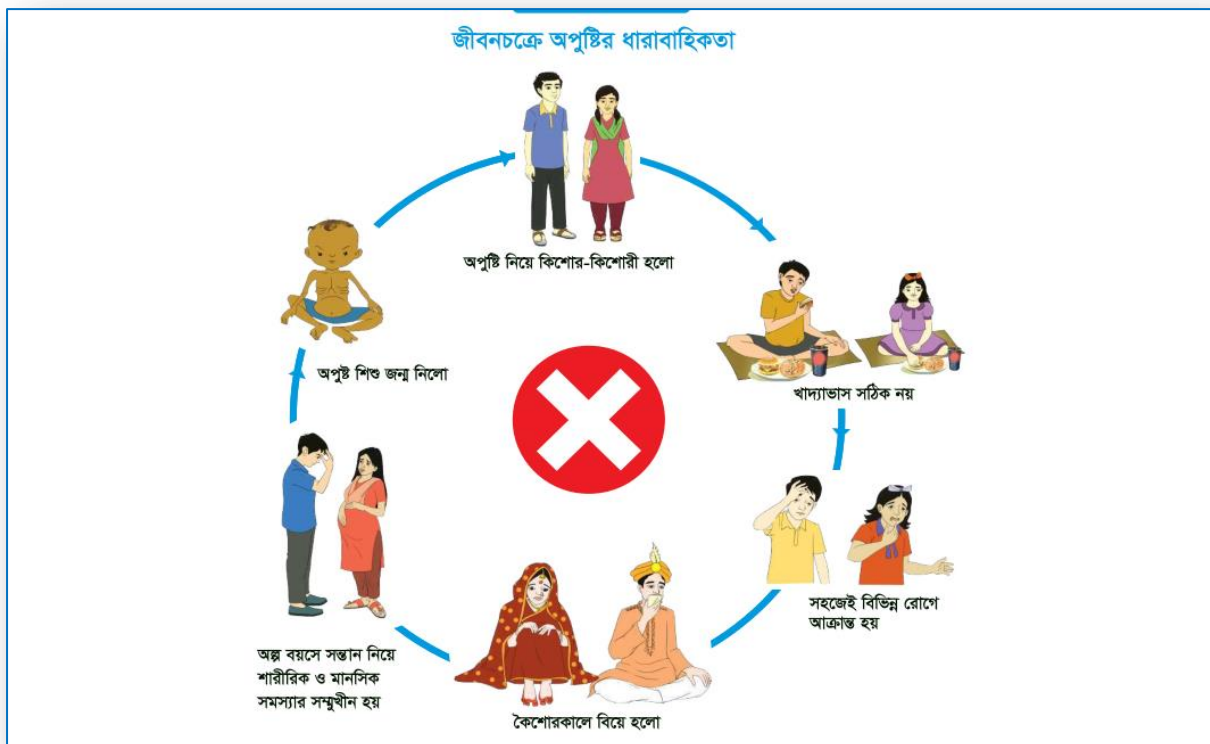 জীবনচক্রে অপুষ্টির ধারাবাহিকতা
অপুষ্টি নিয়ে কিশোর-কিশোরী হলো
খাদ্যাভাস সঠিক নয়
সহজেই বিভিন্ন রোগে
আক্রান্ত হয়
কৈশোরকালে বিয়ে হলো
অল্প বয়সে সন্তান নিয়ে
শারীরিক ও মানসিক
সমস্যার সম্মুখীন হয়
অপুষ্ট শিশু জন্ম নিলো